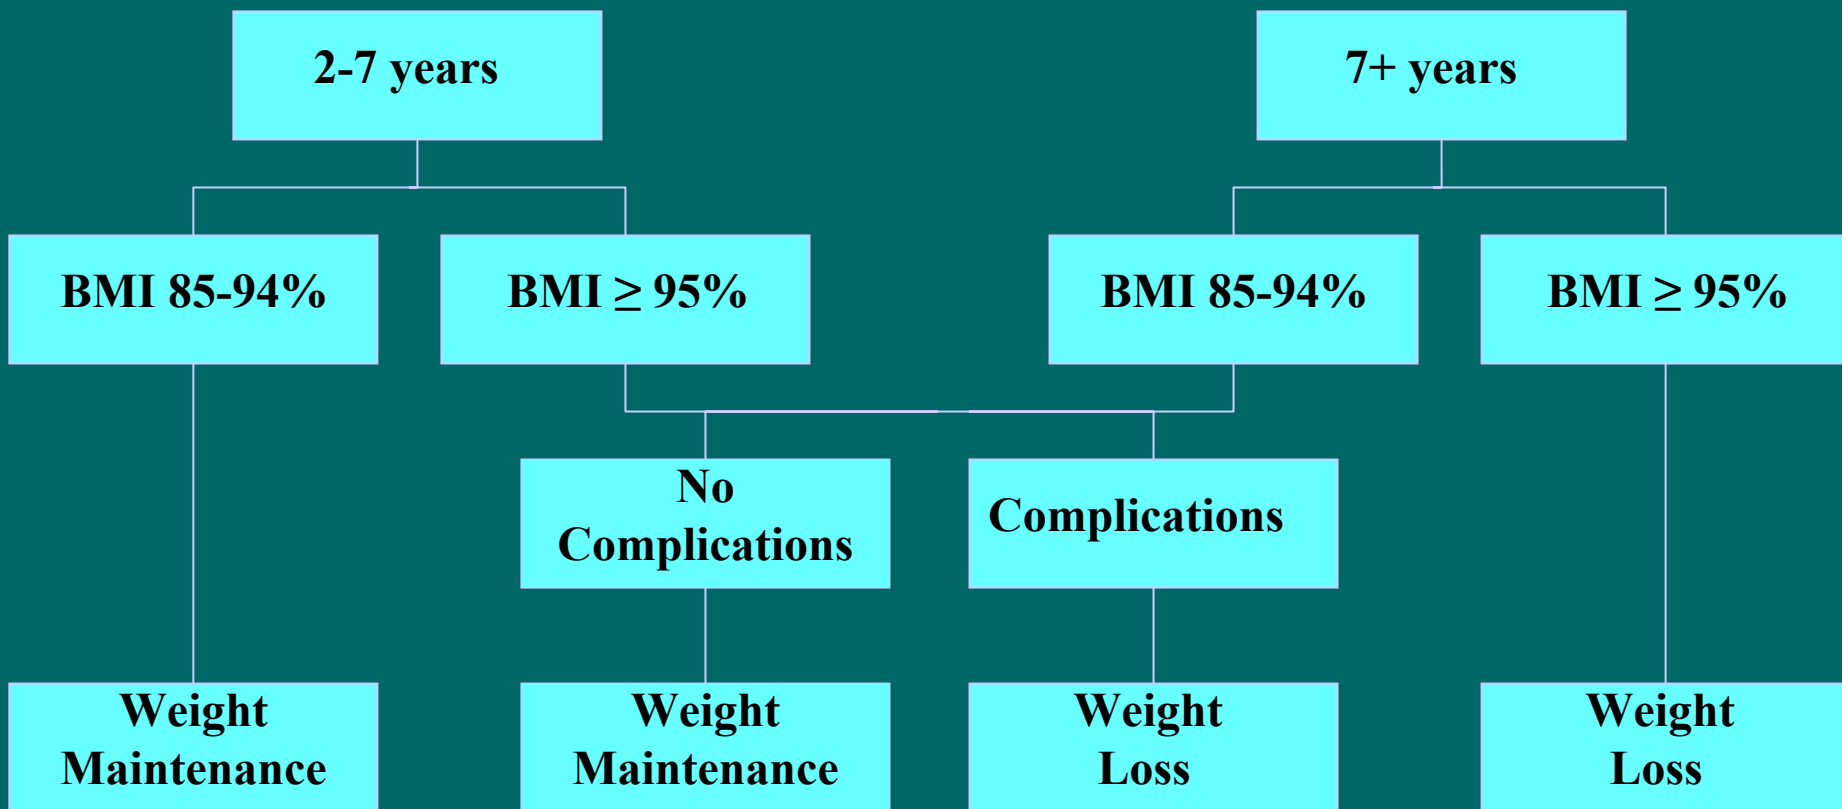 2-7 years
7+ years
BMI 85-94%
BMI ≥ 95%
BMI 85-94%
BMI ≥ 95%
No
Complications
Complications
Weight
Maintenance
Weight
Maintenance
Weight
Loss
Weight
Loss